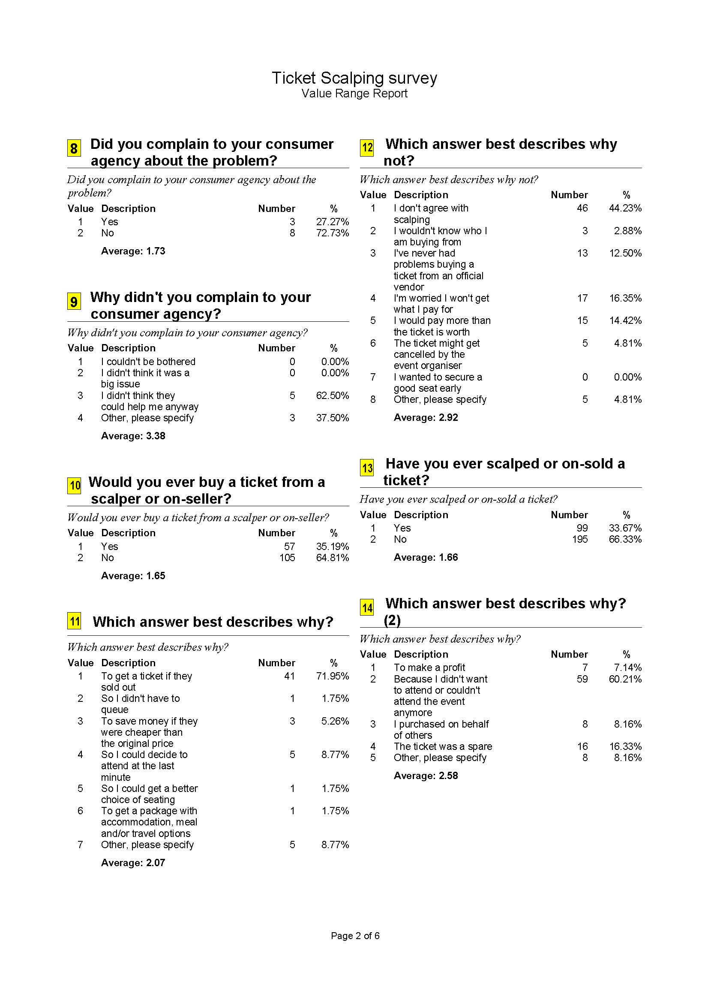 Ticket Scalping survey
Value Range Report
8 Did you complain to your consumer
agency about the problem?
Did you complain to your consumer agency about the
problem?
Value Description Number %
1 Yes 3 27.27%
2 No 8 72.73%
Average: 1.73
9 Why didn't you complain to your
consumer agency?
Why didn't you complain to your consumer agency?
Value Description Number %
1 I couldn't be bothered 0 0.00%
2 I didn't think it was a 0 0.00%
big issue
3 I didn't think they 5 62.50%
could help me anyway
4 Other, please specify 3 37.50%
Average: 3.38
10 Would you ever buy a ticket from a
scalper or on-seller?
Would you ever buy a ticket from a scalper or on-seller?
Value Description Number %
1 Yes 57 35.19%
2 No 105 64.81%
Average: 1.65
11 Which answer best describes why?
Which answer best describes why?
Value Description Number %
1 To get a ticket if they 41 71.95%
sold out
2 So I didn't have to 1 1.75%
queue
3 To save money if they 3 5.26%
were cheaper than
the original price
4 So I could decide to 5 8.77%
attend at the last
minute
5 So I could get a better 1 1.75%
choice of seating
6 To get a package with 1 1.75%
accommodation, meal
and/or travel options
7 Other, please specify 5 8.77%
Average: 2.07
12 Which answer best describes why
not?
Which answer best describes why not?
Value Description Number %
1 I don't agree with 46 44.23%
scalping
2 I wouldn't know who I 3 2.88%
am buying from
3 I've never had 13 12.50%
problems buying a
ticket from an official
vendor
4 I'm worried I won't get 17 16.35%
what I pay for
5 I would pay more than 15 14.42%
the ticket is worth
6 The ticket might get 5 4.81%
cancelled by the
event organiser
7 I wanted to secure a 0 0.00%
good seat early
8 Other, please specify 5 4.81%
Average: 2.92
13 Have you ever scalped or on-sold a
ticket?
Have you ever scalped or on-sold a ticket?
Value Description Number %
1 Yes 99 33.67%
2 No 195 66.33%
Average: 1.66
14 Which answer best describes why?
(2)
Which answer best describes why?
Value Description Number %
1 To make a profit 7 7.14%
2 Because I didn't want 59 60.21%
to attend or couldn't
attend the event
anymore
3 I purchased on behalf 8 8.16%
of others
4 The ticket was a spare 16 16.33%
5 Other, please specify 8 8.16%
Average: 2.58
Page 2 of 6